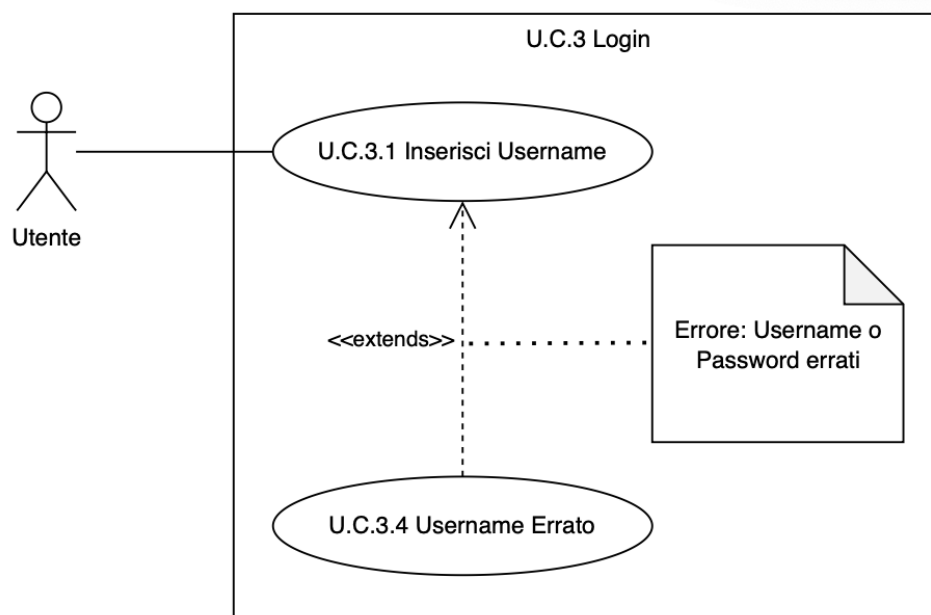 U.C.3 Login
U.C.3.1 Inserisci Username
Utente
<<extends>>
Errore: Username o
Password errati
U.C.3.4 Username Errato